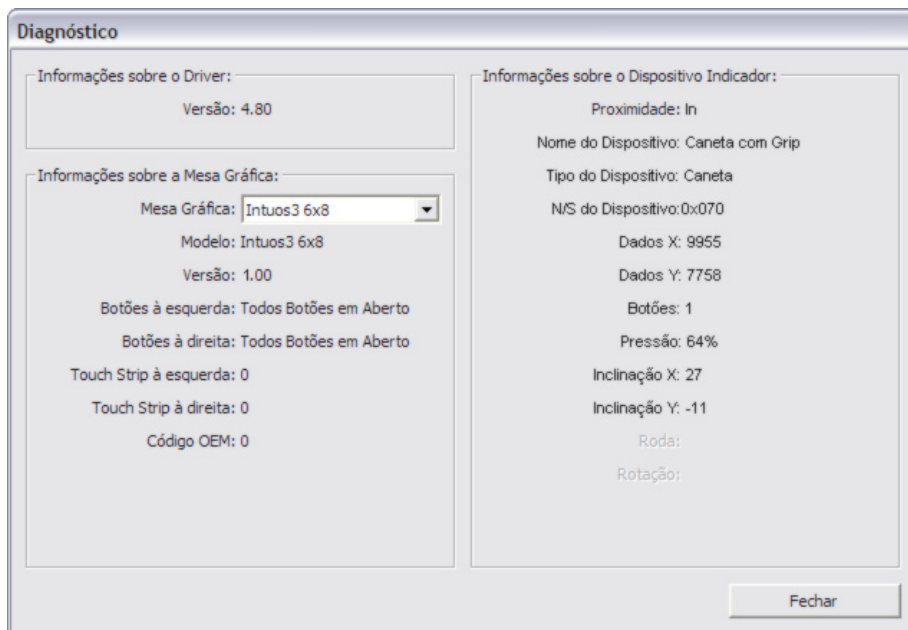 Diagnóstico
Informações sobre o Driver:
Versão: 4.80
Informações sobre a Mesa Gráfica:
Mesa Gráfica: Intuos3 6x8
Modelo: Intuos3 6x8
Versão: 1.00
Botões à esquerda: Todos Botões em Aberto
Botões à direita: Todos Botões em Aberto
Touch Strip à esquerda: 0
Touch Strip à direita: 0
Código OEM: 0
Informações sobre o Dispositivo Indicador:
Proximidade: In
Nome do Dispositivo: Caneta com Grip
Tipo do Dispositivo: Caneta
N/S do Dispositivo:0x070
Dados X: 9955
Dados Y: 7758
Botões: 1
Pressão: 64%
Inclinação X: 27
Inclinação Y: -11
Roda:
Rotação:
Fechar